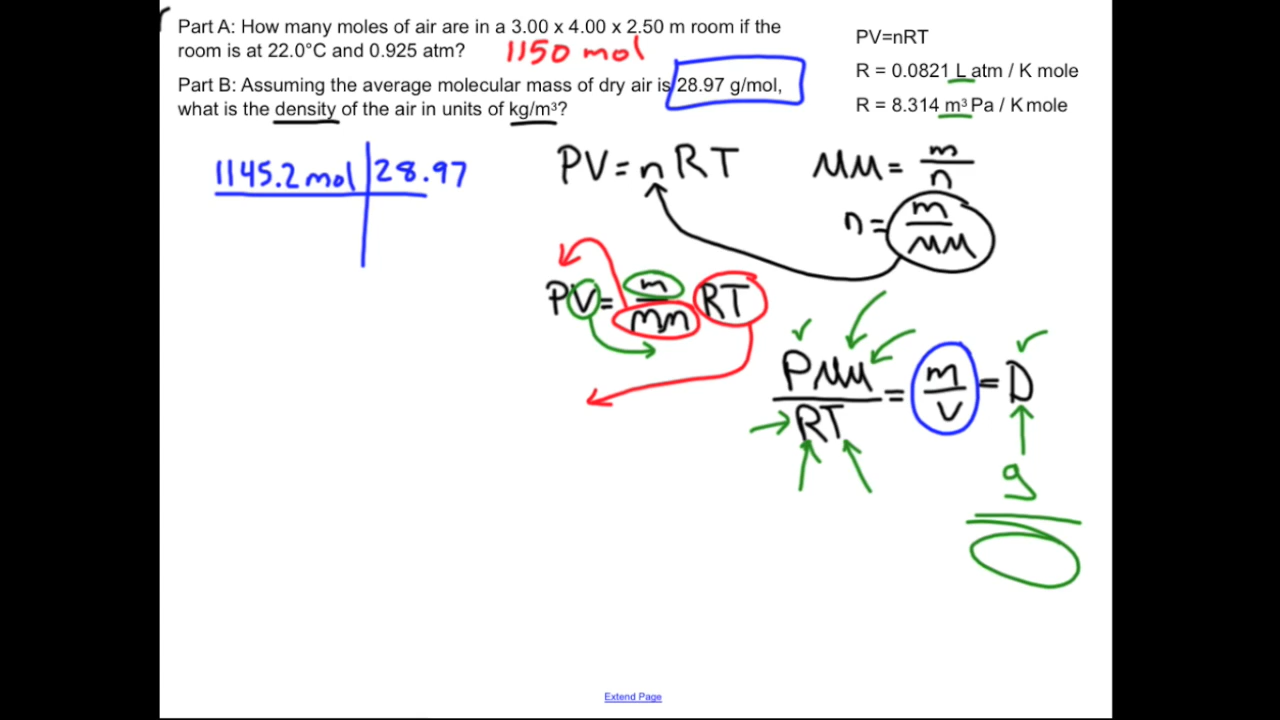 Part A: How many moles of air are in a 3.00 x 4.00 x 2.50 m room if the
room is at 22.0°C and 0.925 atm? 1150 mol
Part B: Assuming the average molecular mass of dry air is 28.97 g/mol,
what is the density of the air in units of kg/m³?
PV=nRT
R = 0.0821 L atm / K mole
R = 8.314 m³ Pa / K mole
1145.2 mol 28.97
PV = nRT
MM = m/n
n = m/MM
PV = m/MM RT
PMM/RT = m/V = D
g
Extend Page